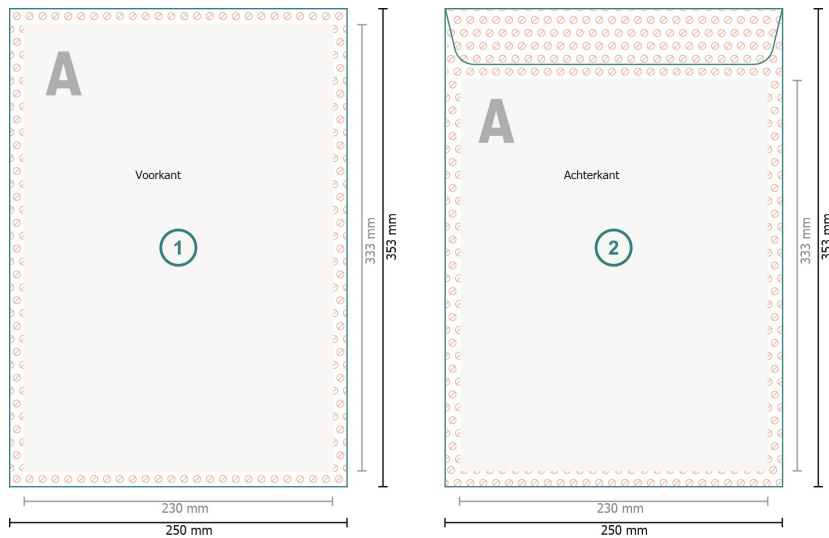 A
Voorkant
1
333 mm
353 mm
230 mm
250 mm
A
Achterkant
2
333 mm
353 mm
230 mm
250 mm